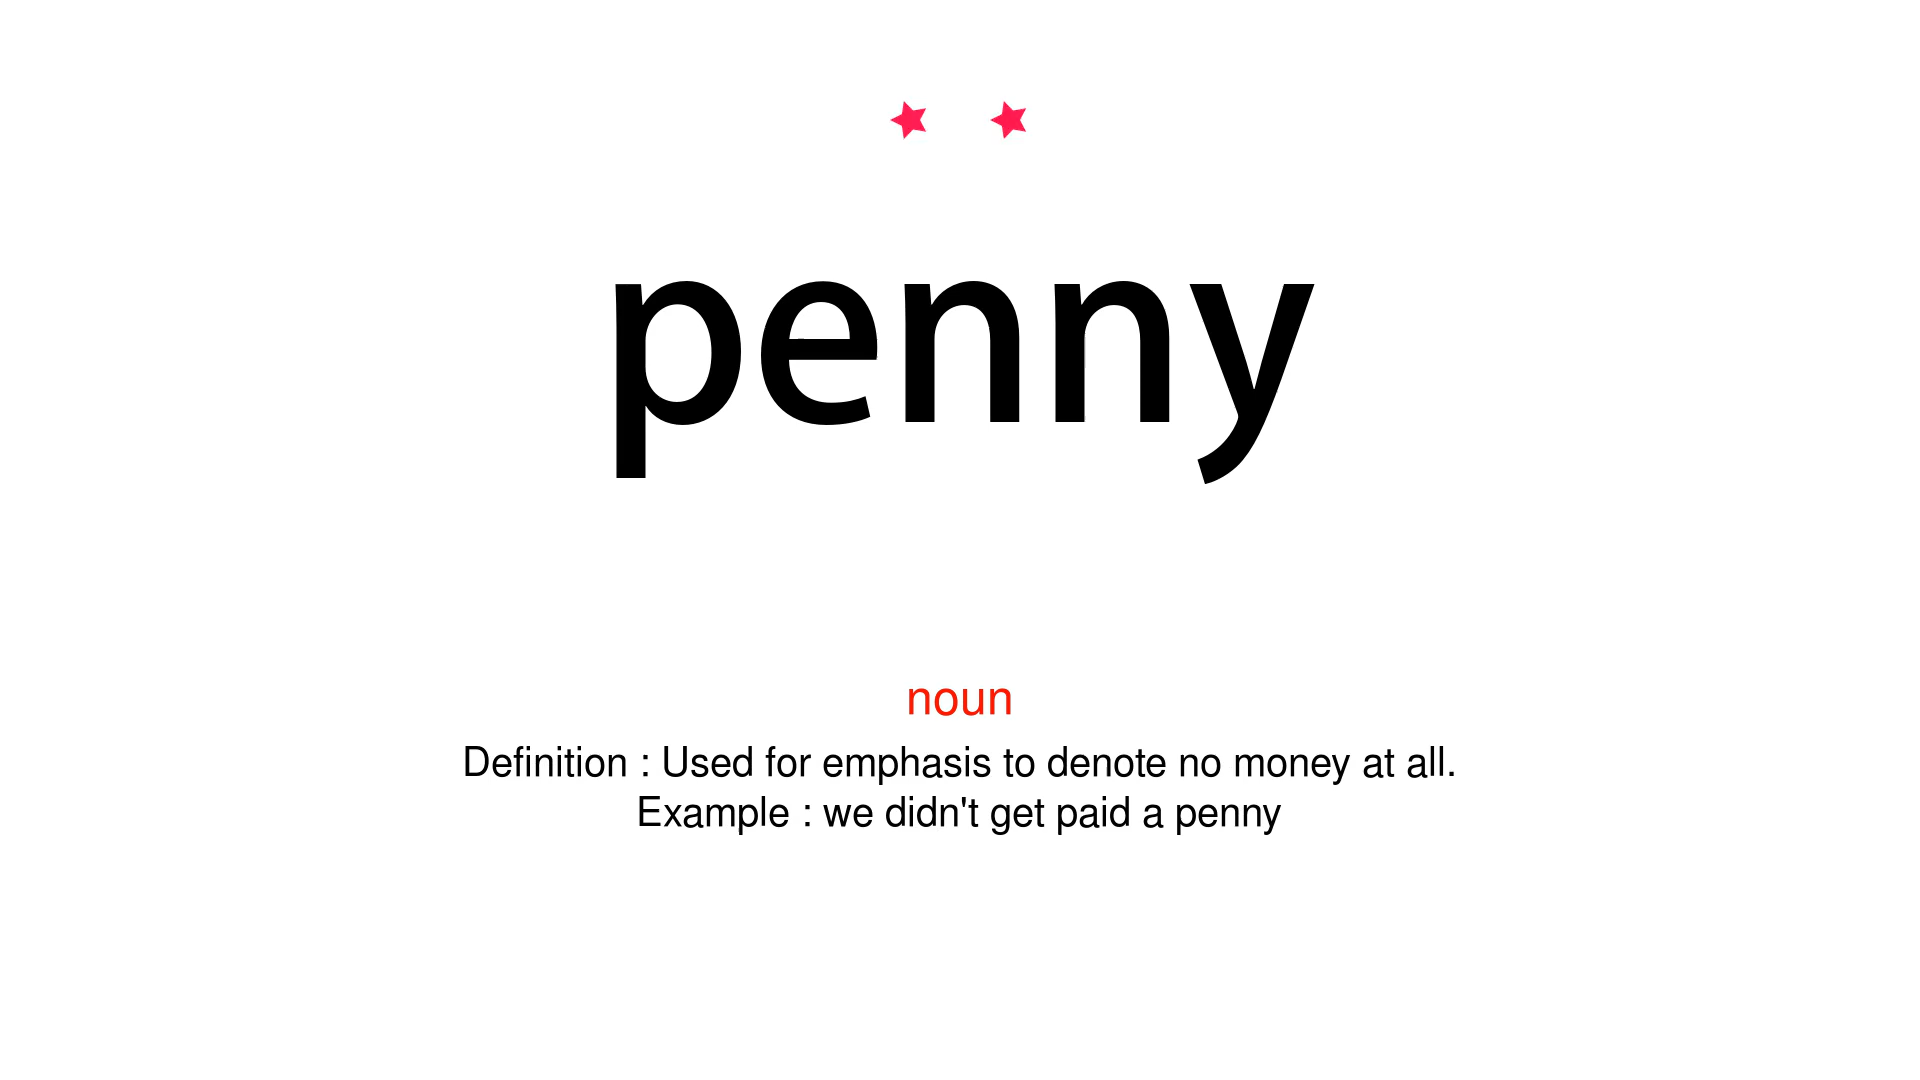 penny
noun
Definition : Used for emphasis to denote no money at all.
Example : we didn't get paid a penny